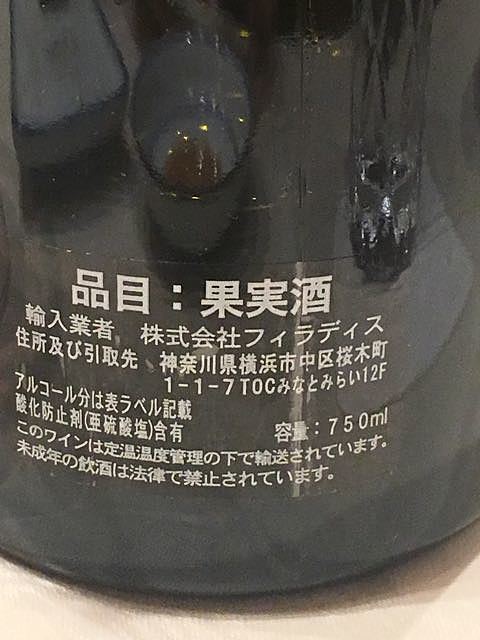 品目：果実酒
輸入業者　株式会社フィラディス
住所及び引取先　神奈川県横浜市中区桜木町
1-1-7TOCみなとみらい12F
アルコール分は表ラベル記載
酸化防止剤(亜硫酸塩)含有　容量：750ml
このワインは定温温度管理の下で輸送されています。
未成年の飲酒は法律で禁止されています。